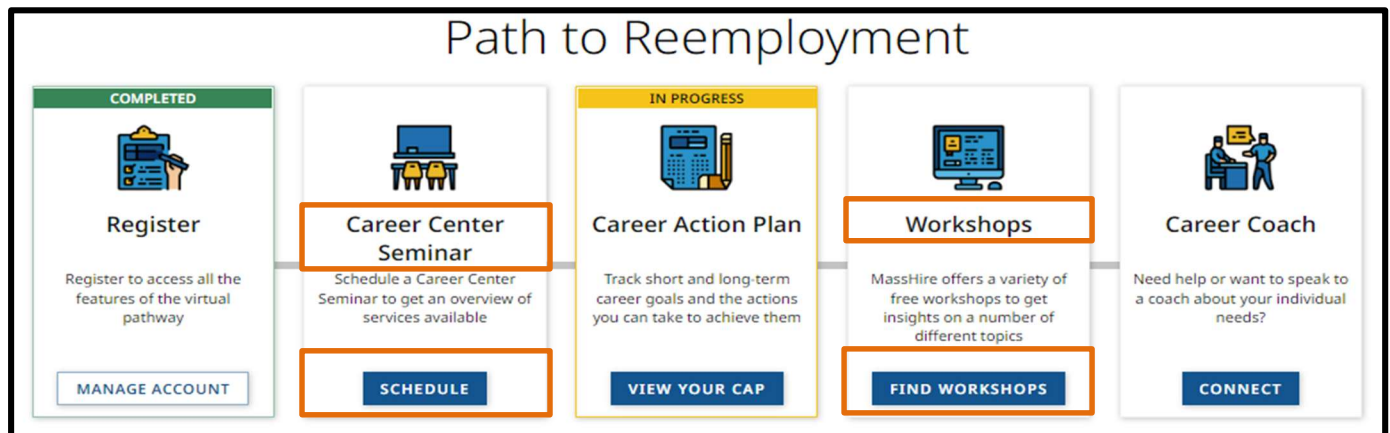 Path to Reemployment
COMPLETED
Register
Register to access all the
features of the virtual
pathway
MANAGE ACCOUNT
Career Center
Seminar
Schedule a Career Center
Seminar to get an overview of
services available
SCHEDULE
IN PROGRESS
Career Action Plan
Track short and long-term
career goals and the actions
you can take to achieve them
VIEW YOUR CAP
Workshops
MassHire offers a variety of
free workshops to get
insights on a number of
different topics
FIND WORKSHOPS
Career Coach
Need help or want to speak to
a coach about your individual
needs?
CONNECT